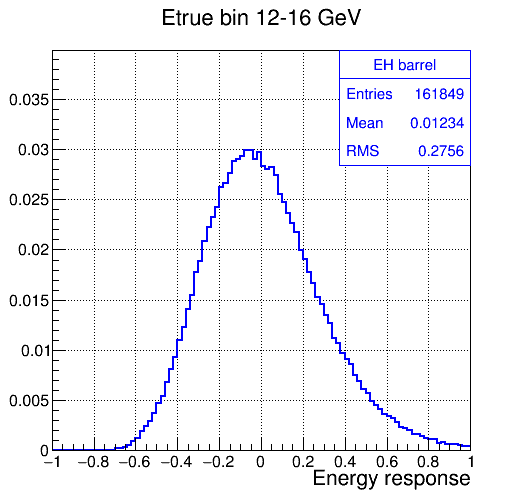 Etrue bin 12-16 GeV
EH barrel
Entries 161849
Mean 0.01234
RMS 0.2756
0.035
0.03
0.025
0.02
0.015
0.01
0.005
0
−1 −0.8 −0.6 −0.4 −0.2 0 0.2 0.4 0.6 0.8 1
Energy response